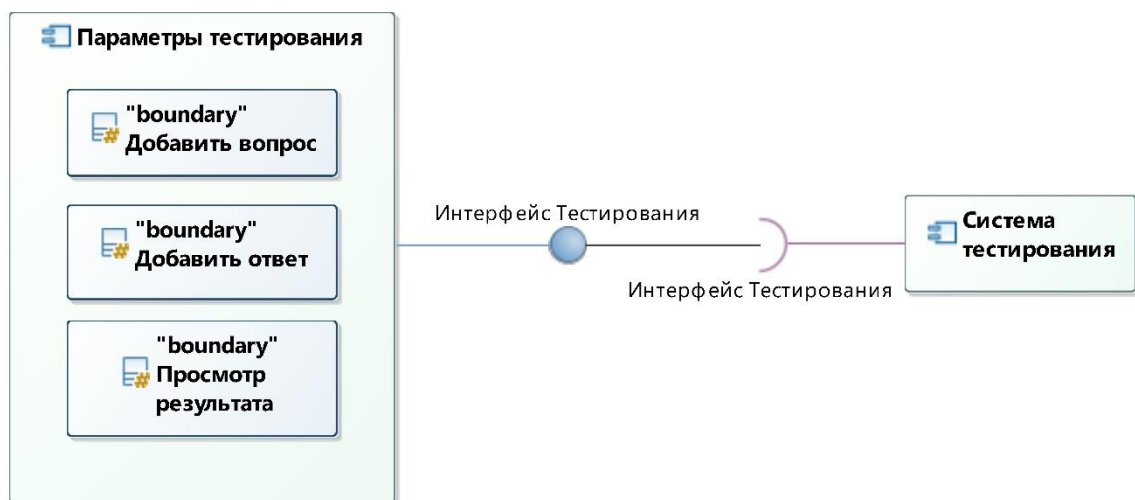 Параметры тестирования
"boundary"
Добавить вопрос
"boundary"
Добавить ответ
"boundary"
Просмотр
результата
Интерфейс Тестирования
Интерфейс Тестирования
Система
тестирования